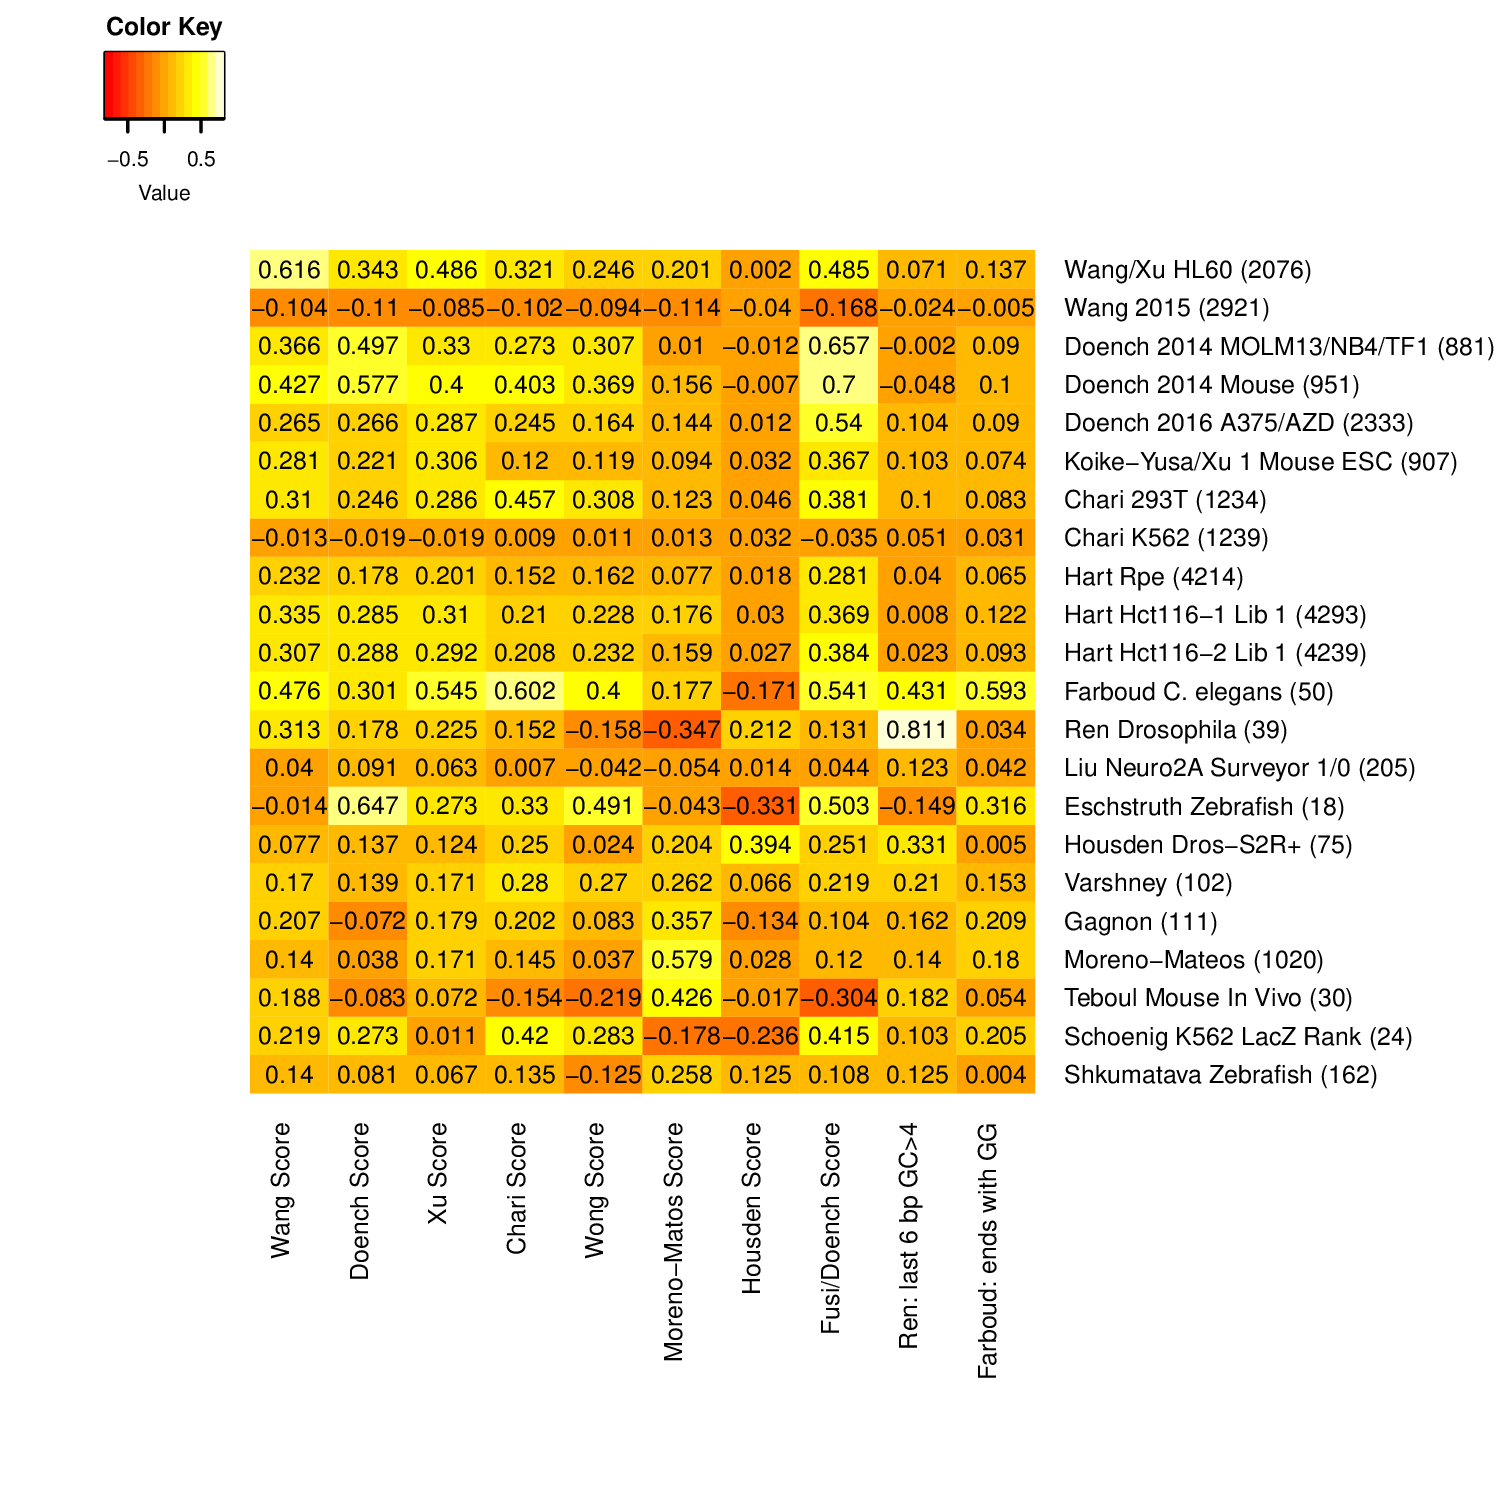 Color Key
−0.5 0.5
Value
0.616 0.343 0.486 0.321 0.246 0.201 0.002 0.485 0.071 0.137 Wang/Xu HL60 (2076)
−0.104 −0.11 −0.085 −0.102 −0.094 −0.114 −0.04 −0.168 −0.024 −0.005 Wang 2015 (2921)
0.366 0.497 0.33 0.273 0.307 0.01 −0.012 0.657 −0.002 0.09 Doench 2014 MOLM13/NB4/TF1 (881)
0.427 0.577 0.4 0.403 0.369 0.156 −0.007 0.7 −0.048 0.1 Doench 2014 Mouse (951)
0.265 0.266 0.287 0.245 0.164 0.144 0.012 0.54 0.104 0.09 Doench 2016 A375/AZD (2333)
0.281 0.221 0.306 0.12 0.119 0.094 0.032 0.367 0.103 0.074 Koike−Yusa/Xu 1 Mouse ESC (907)
0.31 0.246 0.286 0.457 0.308 0.123 0.046 0.381 0.1 0.083 Chari 293T (1234)
−0.013 −0.019 −0.019 0.009 0.011 0.013 0.032 −0.035 0.051 0.031 Chari K562 (1239)
0.232 0.178 0.201 0.152 0.162 0.077 0.018 0.281 0.04 0.065 Hart Rpe (4214)
0.335 0.285 0.31 0.21 0.228 0.176 0.03 0.369 0.008 0.122 Hart Hct116−1 Lib 1 (4293)
0.307 0.288 0.292 0.208 0.232 0.159 0.027 0.384 0.023 0.093 Hart Hct116−2 Lib 1 (4239)
0.476 0.301 0.545 0.602 0.4 0.177 −0.171 0.541 0.431 0.593 Farboud C. elegans (50)
0.313 0.178 0.225 0.152 −0.158 −0.347 0.212 0.131 0.811 0.034 Ren Drosophila (39)
0.04 0.091 0.063 0.007 −0.042 −0.054 0.014 0.044 0.123 0.042 Liu Neuro2A Surveyor 1/0 (205)
−0.014 0.647 0.273 0.33 0.491 −0.043 −0.331 0.503 −0.149 0.316 Eschstruth Zebrafish (18)
0.077 0.137 0.124 0.25 0.024 0.204 0.394 0.251 0.331 0.005 Housden Dros−S2R+ (75)
0.17 0.139 0.171 0.28 0.27 0.262 0.066 0.219 0.21 0.153 Varshney (102)
0.207 −0.072 0.179 0.202 0.083 0.357 −0.134 0.104 0.162 0.209 Gagnon (111)
0.14 0.038 0.171 0.145 0.037 0.579 0.028 0.12 0.14 0.18 Moreno−Mateos (1020)
0.188 −0.083 0.072 −0.154 −0.219 0.426 −0.017 −0.304 0.182 0.054 Teboul Mouse In Vivo (30)
0.219 0.273 0.011 0.42 0.283 −0.178 −0.236 0.415 0.103 0.205 Schoenig K562 LacZ Rank (24)
0.14 0.081 0.067 0.135 −0.125 0.258 0.125 0.108 0.125 0.004 Shkumatava Zebrafish (162)
Wang Score
Doench Score
Xu Score
Chari Score
Wong Score
Moreno−Matos Score
Housden Score
Fusi/Doench Score
Ren: last 6 bp GC>4
Farboud: ends with GG